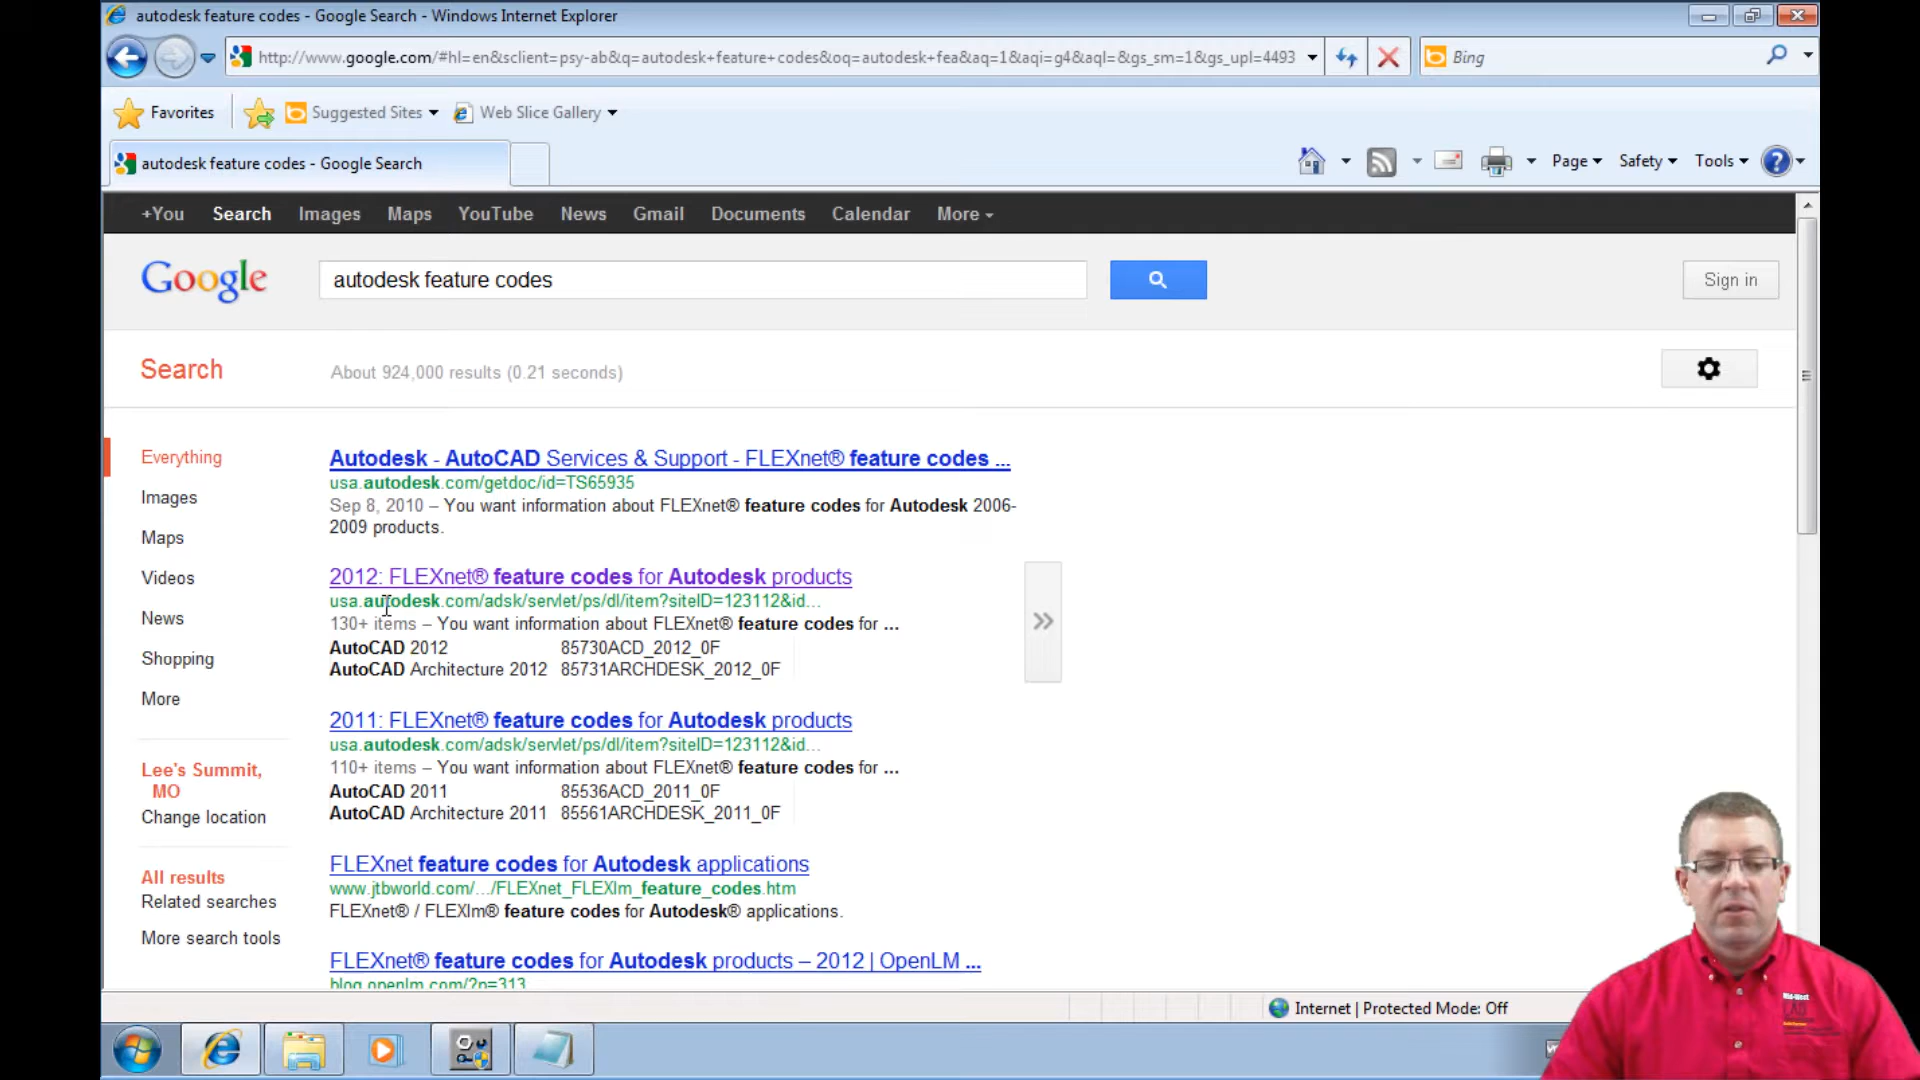 autodesk feature codes - Google Search - Windows Internet Explorer
http://www.google.com/#hl=en&sclient=psy-ab&q=autodesk+feature+codes&oq=autodesk+fea&aq=1&aqi=g4&aql=&gs_sm=1&gs_upl=4493
Bing
Favorites
Suggested Sites
Web Slice Gallery
autodesk feature codes - Google Search
Page
Safety
Tools
+You
Search
Images
Maps
YouTube
News
Gmail
Documents
Calendar
More
Google
autodesk feature codes
Sign in
Search
About 924,000 results (0.21 seconds)
Everything
Images
Maps
Videos
News
Shopping
More
Lee's Summit,
MO
Change location
All results
Related searches
More search tools
Autodesk - AutoCAD Services & Support - FLEXnet® feature codes ...
usa.autodesk.com/getdoc/id=TS65935
Sep 8, 2010 – You want information about FLEXnet® feature codes for Autodesk 2006-
2009 products.
2012: FLEXnet® feature codes for Autodesk products
usa.autodesk.com/adsk/servlet/ps/dl/item?siteID=123112&id...
130+ items – You want information about FLEXnet® feature codes for ...
AutoCAD 2012 85730ACD_2012_0F
AutoCAD Architecture 2012 85731ARCHDESK_2012_0F
2011: FLEXnet® feature codes for Autodesk products
usa.autodesk.com/adsk/servlet/ps/dl/item?siteID=123112&id...
110+ items – You want information about FLEXnet® feature codes for ...
AutoCAD 2011 85536ACD_2011_0F
AutoCAD Architecture 2011 85561ARCHDESK_2011_0F
FLEXnet feature codes for Autodesk applications
www.jtbworld.com/.../FLEXnet_FLEXlm_feature_codes.htm
FLEXnet® / FLEXlm® feature codes for Autodesk® applications.
FLEXnet® feature codes for Autodesk products – 2012 | OpenLM ...
blog.openlm.com/?p=313
Internet | Protected Mode: Off
Mid-West